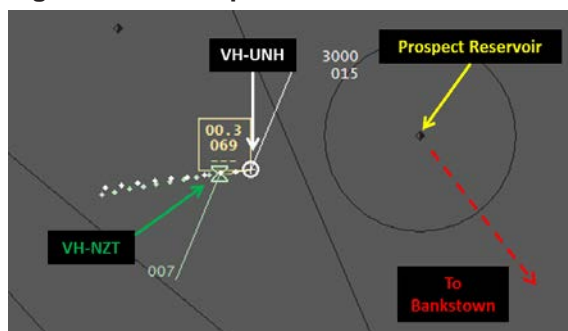 VH-UNH
3000
015
Prospect Reservoir
00.3
069
VH-NZT
007
To
Bankstown